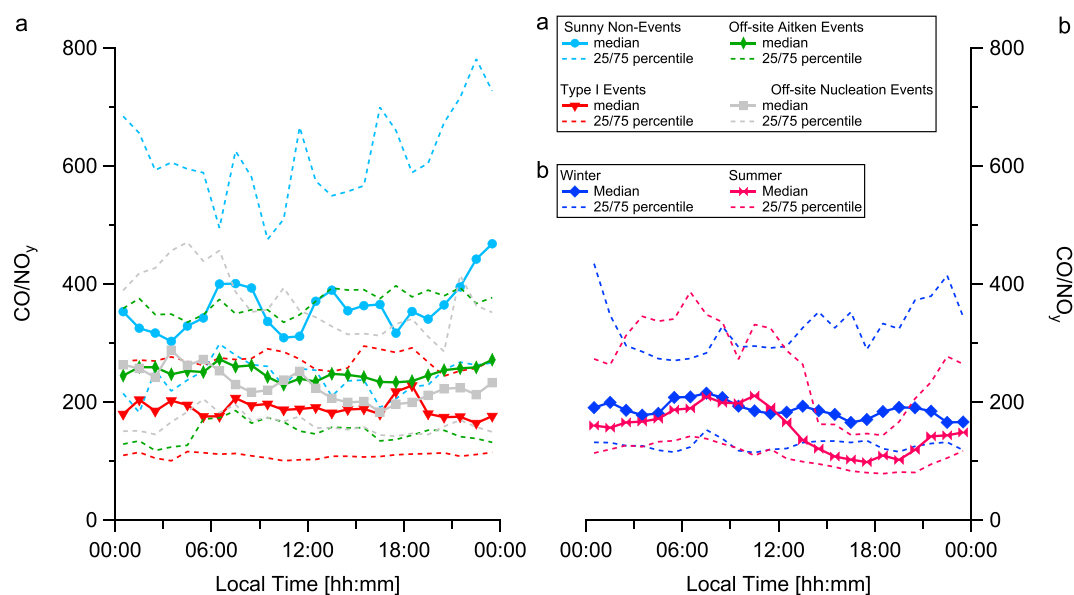 a
800
600
400
200
0
CO/NOy
00:00 06:00 12:00 18:00 00:00
Local Time [hh:mm]
a
Sunny Non-Events
median
25/75 percentile
Off-site Aitken Events
median
25/75 percentile
Type I Events
median
25/75 percentile
Off-site Nucleation Events
median
25/75 percentile
b
Winter
Median
25/75 percentile
Summer
Median
25/75 percentile
b
800
600
400
200
0
CO/NOy
00:00 06:00 12:00 18:00 00:00
Local Time [hh:mm]